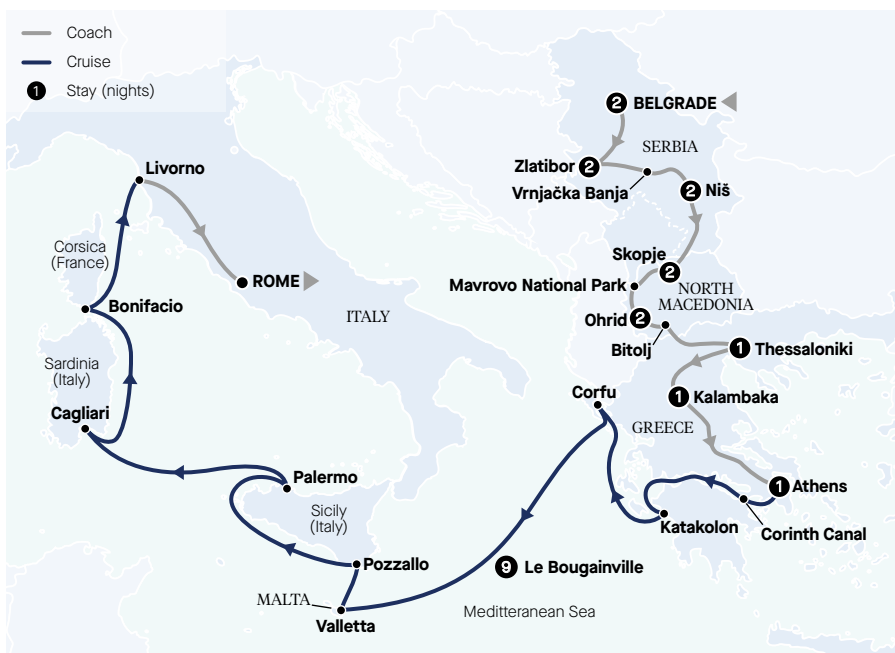 Coach
Cruise
1 Stay (nights)
2 BELGRADE
SERBIA
Zlatibor 2
Vrnjačka Banja
2 Niš
Livorno
Skopje
2
Corsica
(France)
ROME
Mavrovo National Park
NORTH
MACEDONIA
Bonifacio
ITALY
Ohrid 2
Bitolj
1 Thessaloniki
Sardinia
(Italy)
Corfu
1 Kalambaka
Cagliari
GREECE
Palermo
1 Athens
Sicily
(Italy)
Katakolon
Corinth Canal
Pozzallo
9 Le Bougainville
MALTA
Mediterranean Sea
Valletta